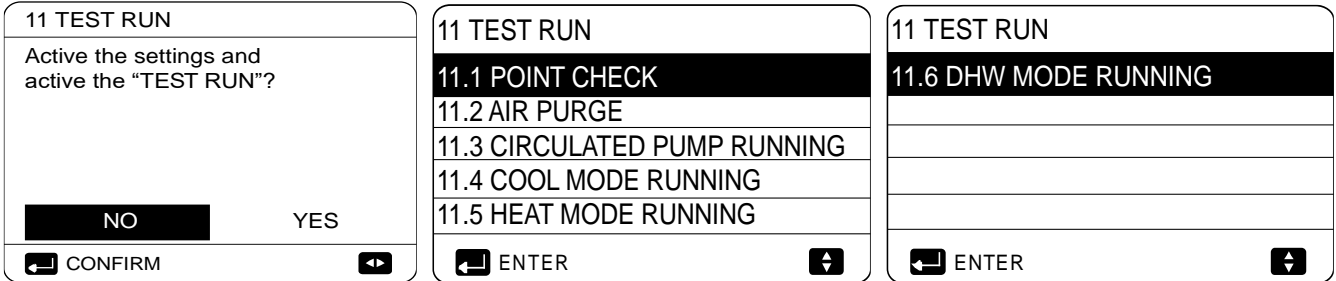 11 TEST RUN
Active the settings and
active the “TEST RUN”?
NO YES
CONFIRM
11 TEST RUN
11.1 POINT CHECK
11.2 AIR PURGE
11.3 CIRCULATED PUMP RUNNING
11.4 COOL MODE RUNNING
11.5 HEAT MODE RUNNING
ENTER
11 TEST RUN
11.6 DHW MODE RUNNING
ENTER